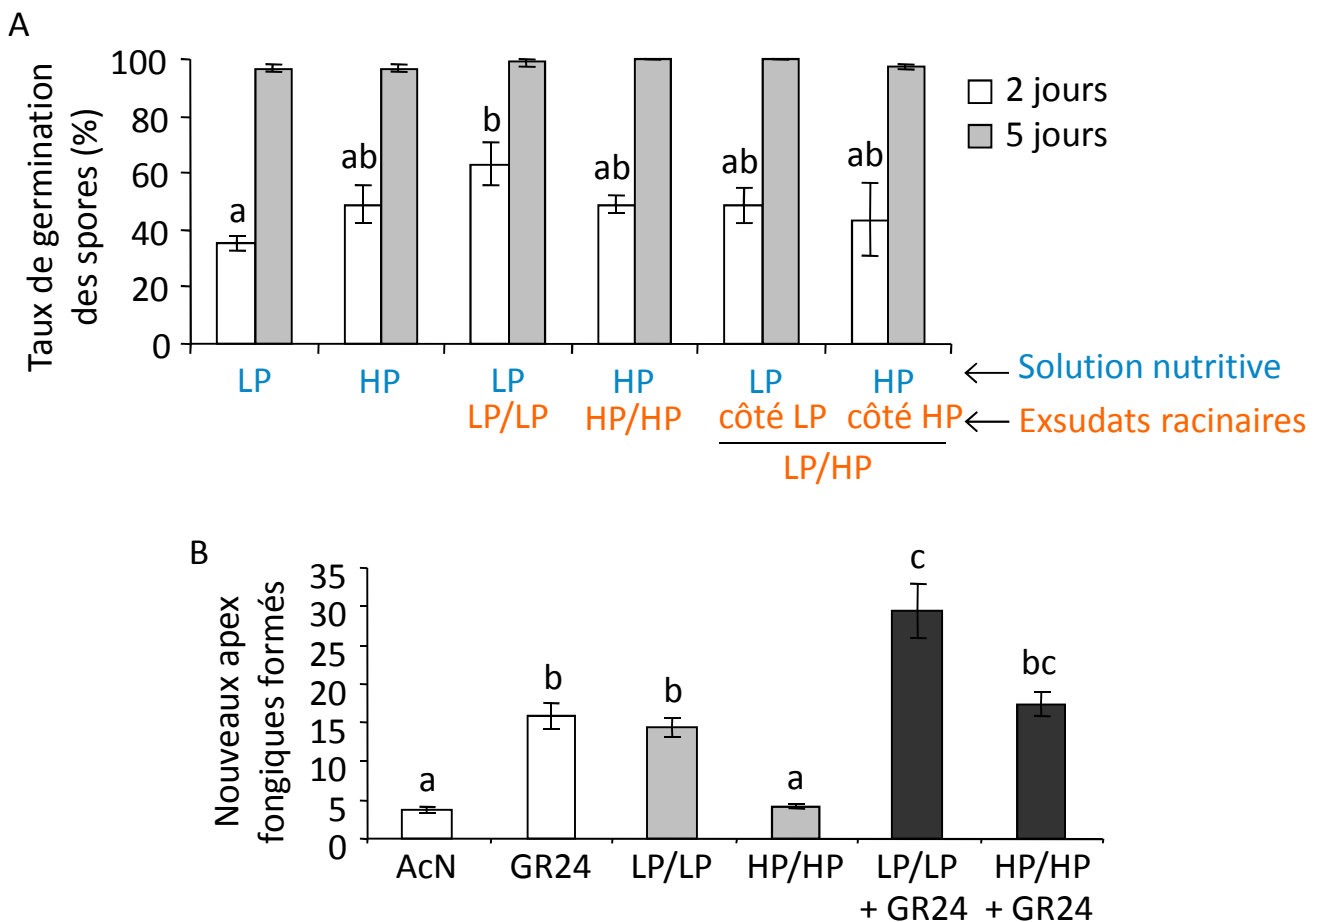 A
Taux de germination
des spores (%)
100
80
60
40
20
0
a
ab
b
ab
ab
ab
2 jours
5 jours
LP HP LP HP LP HP
Solution nutritive
LP/LP HP/HP côté LP côté HP
Exsudats racinaires
LP/HP
B
Nouveaux apex
fongiques formés
35
30
25
20
15
10
5
0
a
b
b
a
c
bc
AcN GR24 LP/LP HP/HP LP/LP HP/HP
+ GR24 + GR24